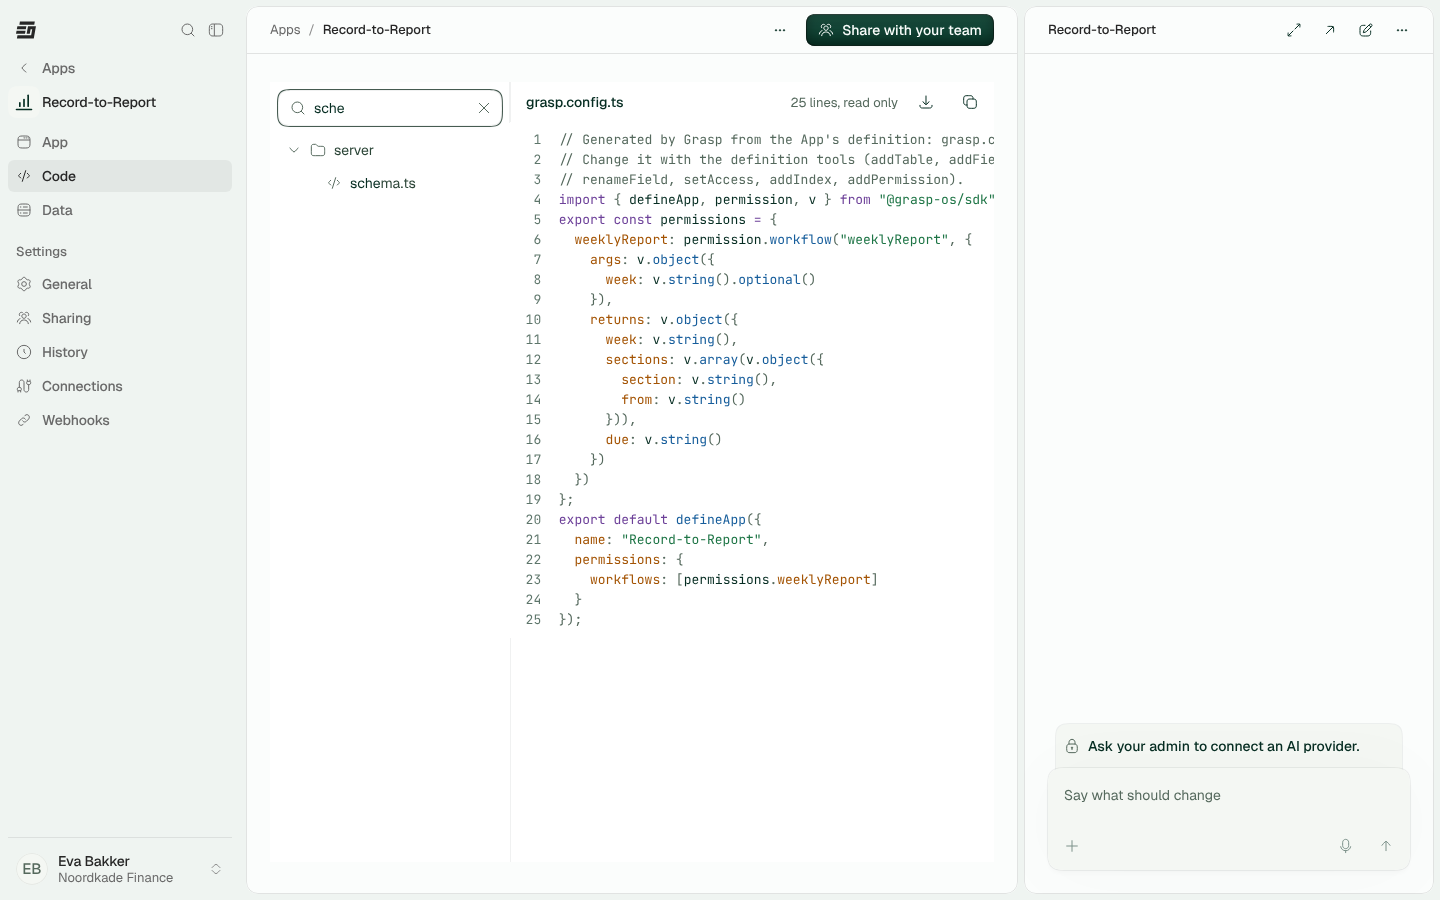 Apps
Record-to-Report
App
Code
Data
Settings
General
Sharing
History
Connections
Webhooks
EB
Eva Bakker
Noordkade Finance
Apps / Record-to-Report
Share with your team
sche
server
schema.ts
grasp.config.ts
25 lines, read only
1 // Generated by Grasp from the App's definition: grasp.c
2 // Change it with the definition tools (addTable, addFie
3 // renameField, setAccess, addIndex, addPermission).
4 import { defineApp, permission, v } from "@grasp-os/sdk"
5 export const permissions = {
6   weeklyReport: permission.workflow("weeklyReport", {
7     args: v.object({
8       week: v.string().optional()
9     }),
10     returns: v.object({
11       week: v.string(),
12       sections: v.array(v.object({
13         section: v.string(),
14         from: v.string()
15       })),
16       due: v.string()
17     })
18   })
19 };
20 export default defineApp({
21   name: "Record-to-Report",
22   permissions: {
23     workflows: [permissions.weeklyReport]
24   }
25 });
Record-to-Report
Ask your admin to connect an AI provider.
Say what should change